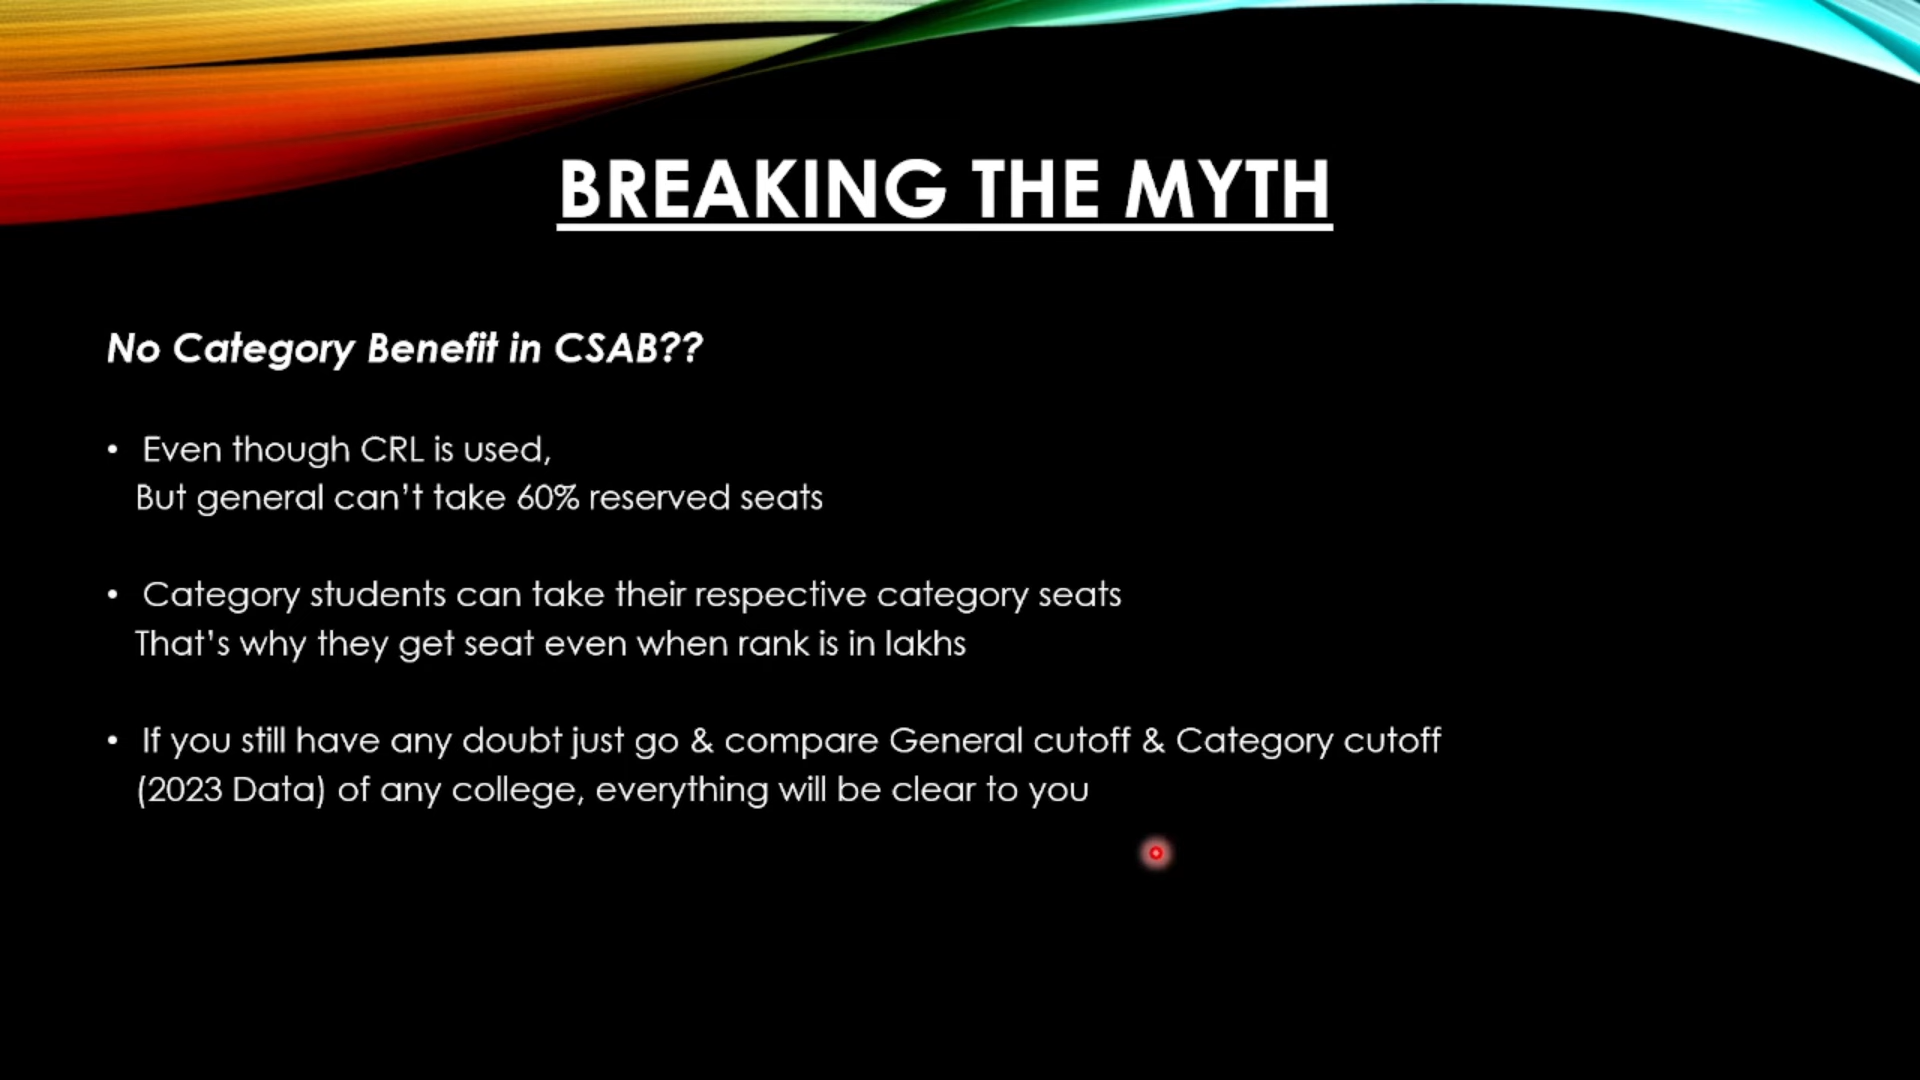 BREAKING THE MYTH
No Category Benefit in CSAB??
• Even though CRL is used,
But general can’t take 60% reserved seats
• Category students can take their respective category seats
That’s why they get seat even when rank is in lakhs
• If you still have any doubt just go & compare General cutoff & Category cutoff
(2023 Data) of any college, everything will be clear to you